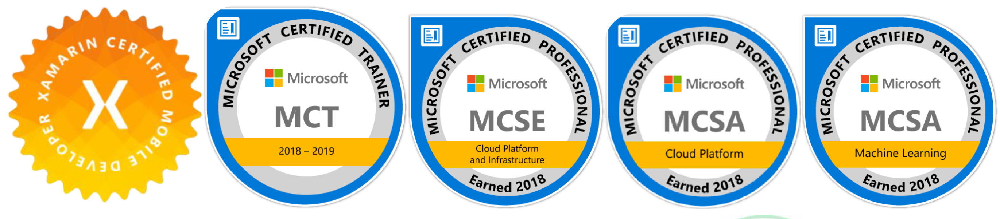 XAMARIN CERTIFIED MOBILE DEVELOPER
X
MICROSOFT CERTIFIED TRAINER
Microsoft
MCT
2018 – 2019
MICROSOFT CERTIFIED PROFESSIONAL
Microsoft
MCSE
Cloud Platform
and Infrastructure
Earned 2018
MICROSOFT CERTIFIED PROFESSIONAL
Microsoft
MCSA
Cloud Platform
Earned 2018
MICROSOFT CERTIFIED PROFESSIONAL
Microsoft
MCSA
Machine Learning
Earned 2018